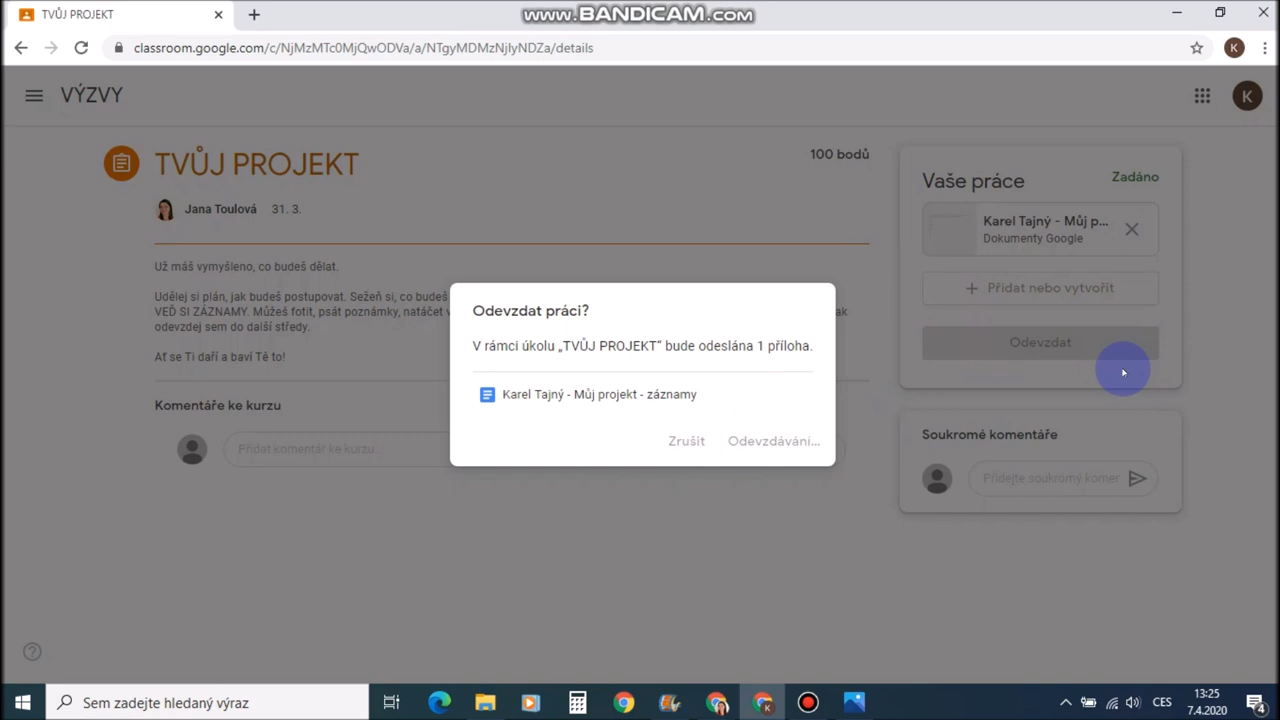 TVŮJ PROJEKT
www.BANDICAM.com
classroom.google.com/c/NjMzMTc0MjQwODVa/a/NTgyMDMzNjIyNDZa/details
K
VÝZVY
K
TVŮJ PROJEKT
100 bodů
Jana Toulová 31. 3.
Už máš vymyšleno, co budeš dělat.
Udělej si plán, jak budeš postupovat. Sežeň si, co budeš
VEĎ SI ZÁZNAMY. Můžeš fotit, psát poznámky, natáčet v
ak
odevzdej sem do další středy.
Ať se Ti daří a baví Tě to!
Komentáře ke kurzu
Přidat komentář ke kurzu...
Vaše práce
Zadáno
Karel Tajný - Můj p...
Dokumenty Google
Přidat nebo vytvořit
Odevzdat
Soukromé komentáře
Přidejte soukromý komer
Odevzdat práci?
V rámci úkolu „TVŮJ PROJEKT“ bude odeslána 1 příloha.
Karel Tajný - Můj projekt - záznamy
Zrušit
Odevzdávání...
Sem zadejte hledaný výraz
CES
13:25
7.4.2020
4